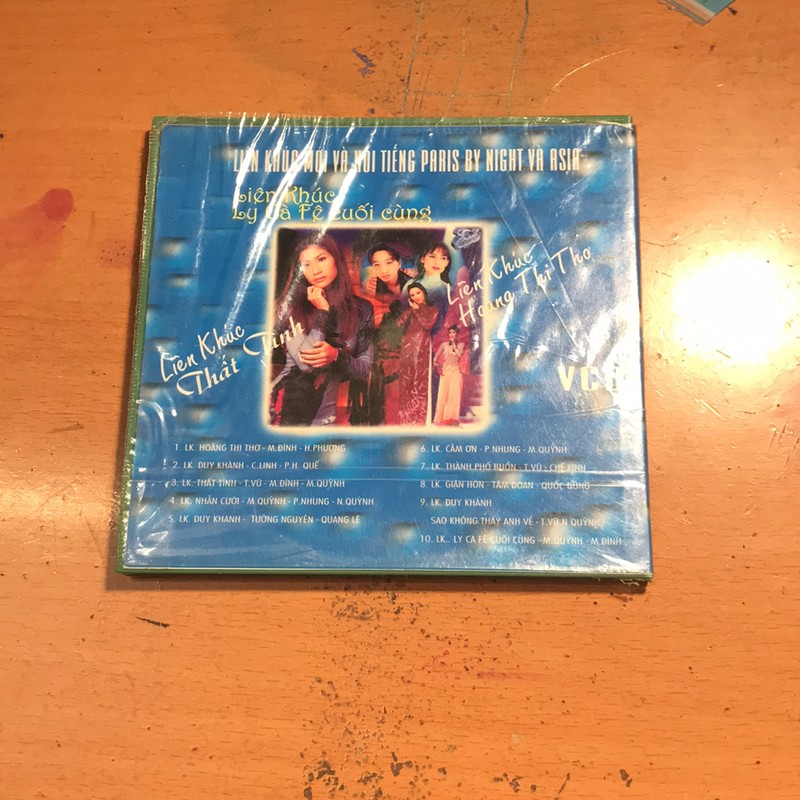 LIÊN KHÚC MỚI VÀ NỔI TIẾNG PARIS BY NIGHT VÀ ASIA
Liên Khúc
Ly Cà Fê Cuối cùng
Liên Khúc
Hoàng Thi Thơ
Liên Khúc
Thất Tình
1. LK. HOÀNG THI THƠ - M.ĐÌNH - H.PHƯỢNG
2. LK. DUY KHÁNH - C.LINH - P.H. QUẾ
3. LK. THẤT TÌNH - T.VŨ - M.ĐÌNH - M.QUỲNH
4. LK. NHẪN CƯỚI - M.QUỲNH - P.NHUNG - N.QUỲNH
5. LK. DUY KHÁNH - TƯỜNG NGUYÊN - QUANG LÊ
6. LK. CẢM ƠN - P.NHUNG - M.QUỲNH
7. LK. THÀNH PHỐ BUỒN - T.VŨ - CHẾ LINH
8. LK. GIẬN HỜN - TÂM ĐOAN - QUỐC DŨNG
9. LK. DUY KHÁNH
SAO KHÔNG THẤY ANH VỀ - T.VŨ N.QUỲNH
10. LK.. LY CA FÊ CUỐI CÙNG - M.QUỲNH - M.ĐÌNH